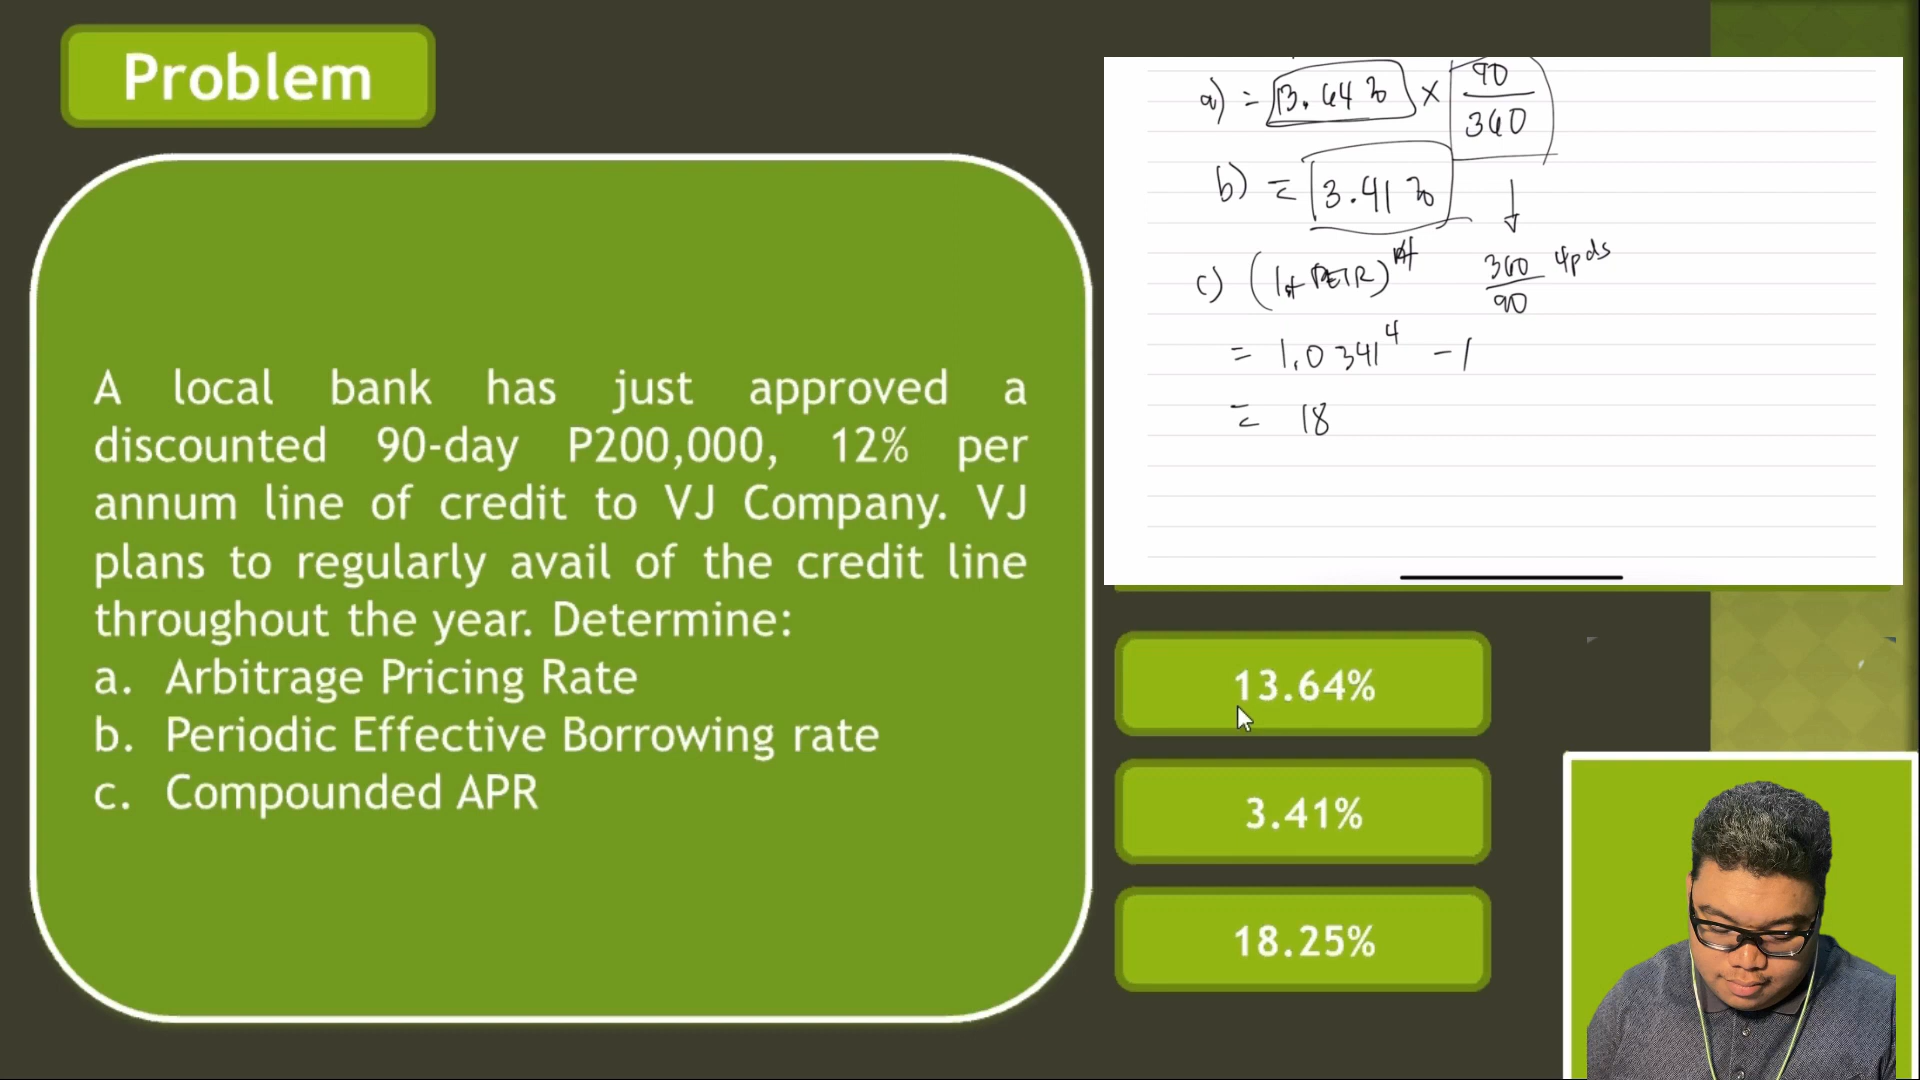 Problem
A local bank has just approved a
discounted 90-day P200,000, 12% per
annum line of credit to VJ Company. VJ
plans to regularly avail of the credit line
throughout the year. Determine:
a. Arbitrage Pricing Rate
b. Periodic Effective Borrowing rate
c. Compounded APR
a) = 13.64% × 90
360
b) = 3.41%
c) (1+PEIR)
360 4pds
90
= 1.0341⁴ -1
= 18
13.64%
3.41%
18.25%